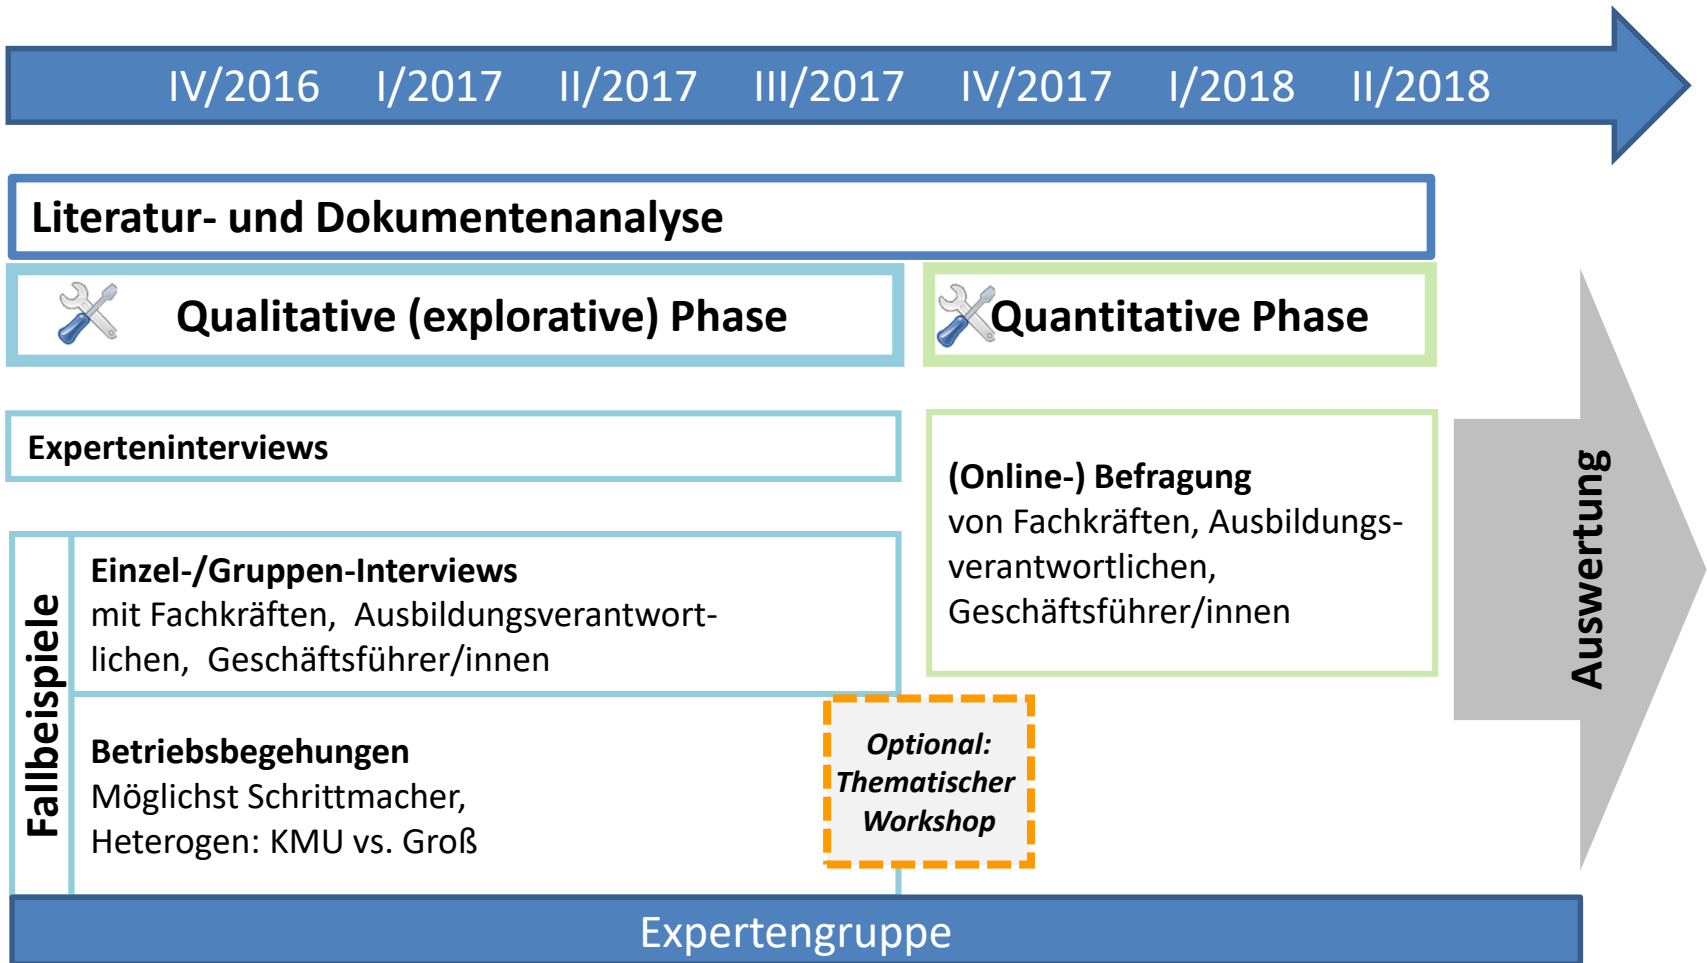 IV/2016 I/2017 II/2017 III/2017 IV/2017 I/2018 II/2018
Literatur- und Dokumentenanalyse
Qualitative (explorative) Phase
Quantitative Phase
Experteninterviews
(Online-) Befragung
von Fachkräften, Ausbildungs-
verantwortlichen,
Geschäftsführer/innen
Fallbeispiele
Einzel-/Gruppen-Interviews
mit Fachkräften, Ausbildungsverantwort-
lichen, Geschäftsführer/innen
Betriebsbegehungen
Möglichst Schrittmacher,
Heterogen: KMU vs. Groß
Optional:
Thematischer
Workshop
Auswertung
Expertengruppe